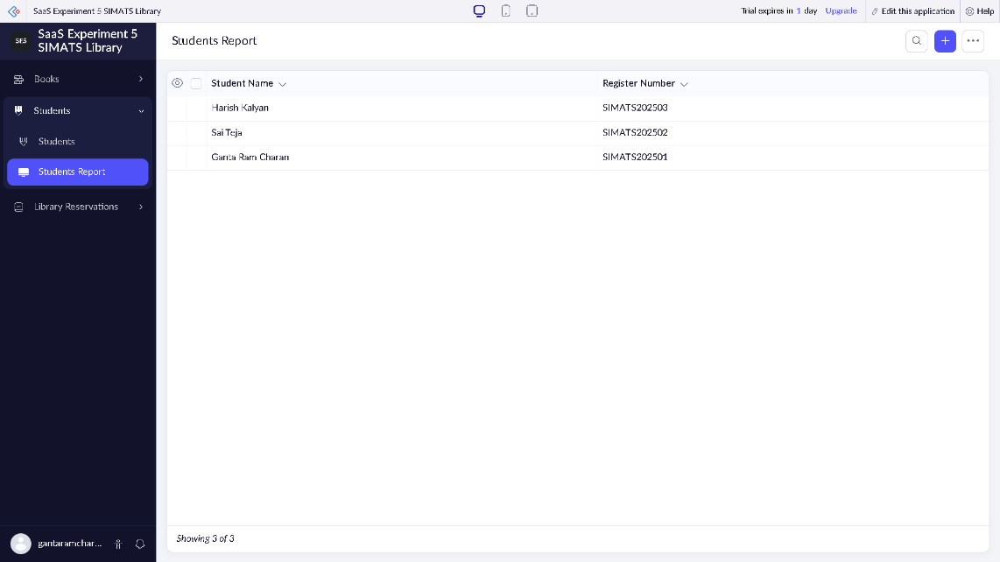 SaaS Experiment 5 SIMATS Library
Trial expires in 1 day Upgrade
Edit this application
Help
SES
SaaS Experiment 5
SIMATS Library
Students Report
Books
Students
Students
Students Report
Library Reservations
Student Name Register Number
Harish Kalyan SIMATS202503
Sai Teja SIMATS202502
Ganta Ram Charan SIMATS202501
Showing 3 of 3
gantaramchar...